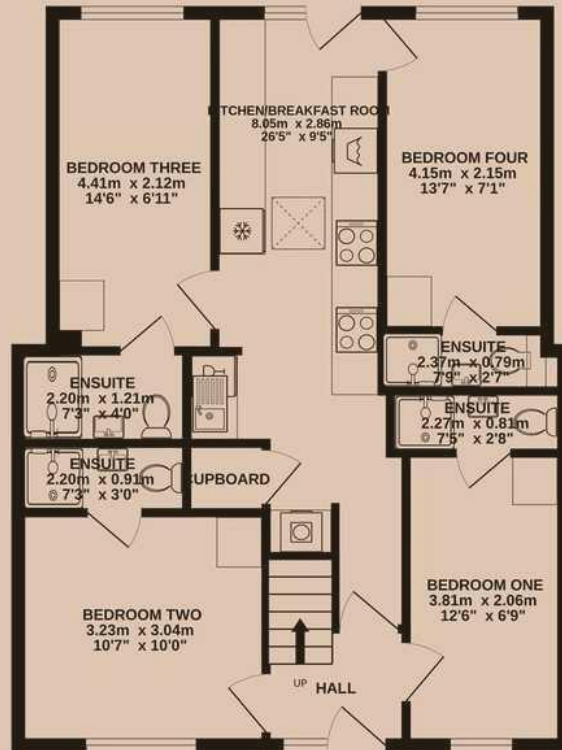 KITCHEN/BREAKFAST ROOM
8.05m x 2.86m
26'5" x 9'5"
BEDROOM THREE
4.41m x 2.12m
14'6" x 6'11"
BEDROOM FOUR
4.15m x 2.15m
13'7" x 7'1"
ENSUITE
2.37m x 0.79m
7'9" x 2'7"
ENSUITE
2.20m x 1.21m
7'3" x 4'0"
ENSUITE
2.27m x 0.81m
7'5" x 2'8"
ENSUITE
2.20m x 0.91m
7'3" x 3'0"
CUPBOARD
BEDROOM ONE
3.81m x 2.06m
12'6" x 6'9"
BEDROOM TWO
3.23m x 3.04m
10'7" x 10'0"
UP
HALL